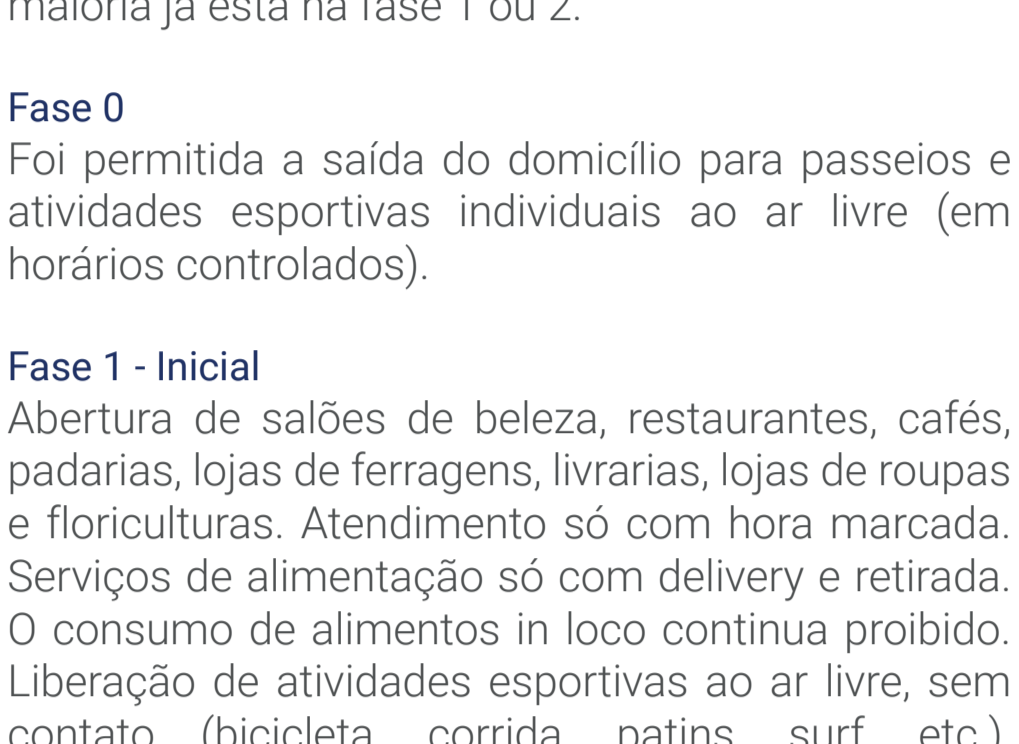 maioria já está na fase 1 ou 2.
Fase 0
Foi permitida a saída do domicílio para passeios e
atividades esportivas individuais ao ar livre (em
horários controlados).
Fase 1 - Inicial
Abertura de salões de beleza, restaurantes, cafés,
padarias, lojas de ferragens, livrarias, lojas de roupas
e floriculturas. Atendimento só com hora marcada.
Serviços de alimentação só com delivery e retirada.
O consumo de alimentos in loco continua proibido.
Liberação de atividades esportivas ao ar livre, sem
contato (bicicleta, corrida, patins, surf, etc.)